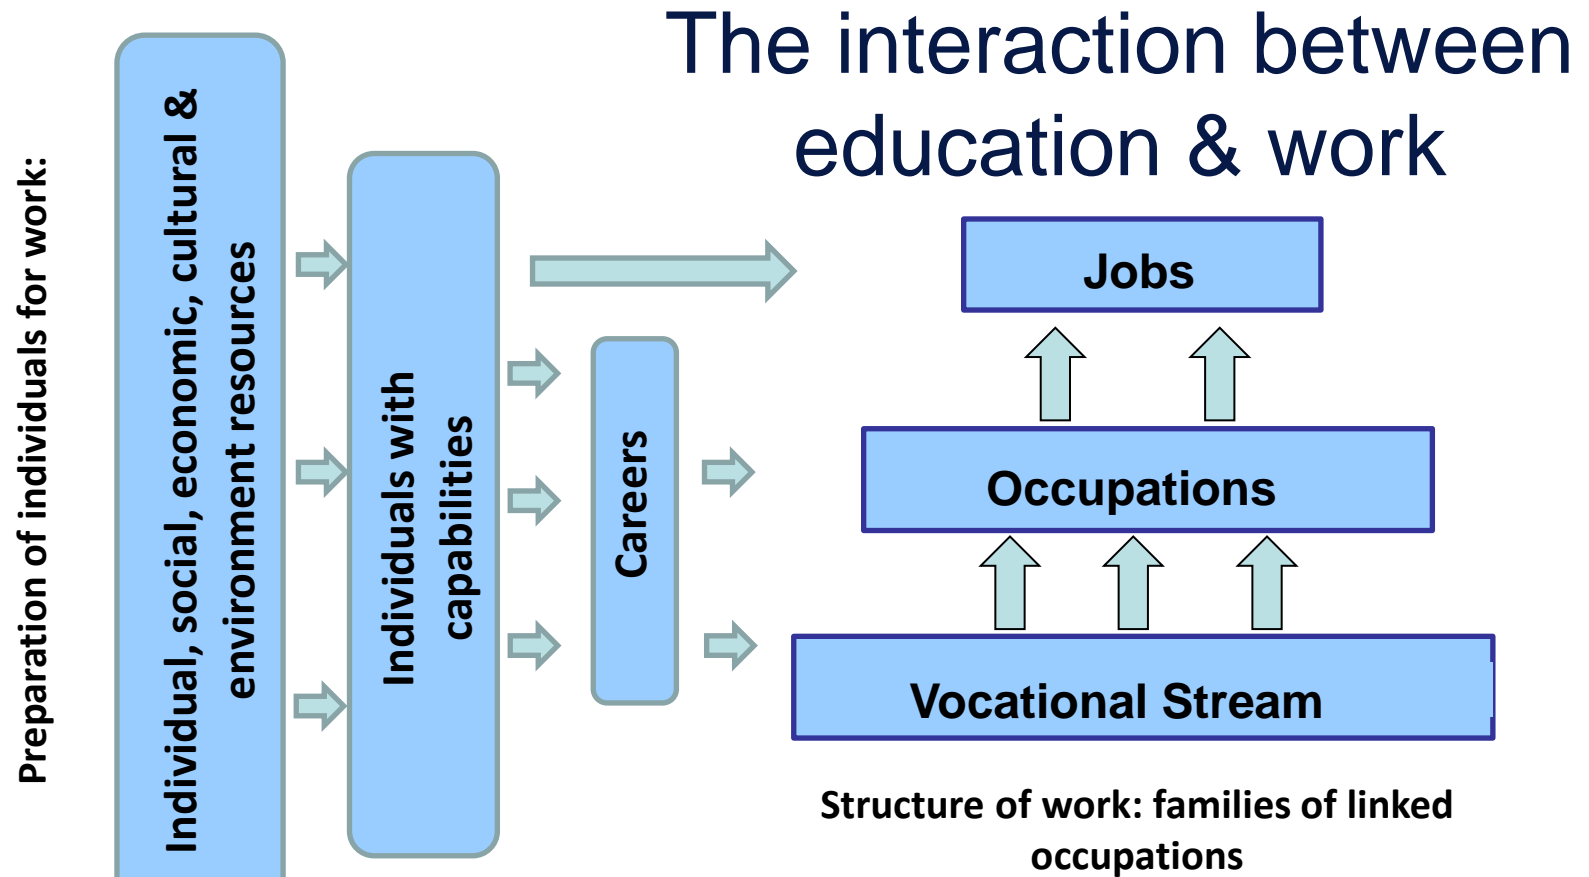 The interaction between
education & work
Preparation of individuals for work:
Individual, social, economic, cultural &
environment resources
Individuals with
capabilities
Careers
Jobs
Occupations
Vocational Stream
Structure of work: families of linked
occupations